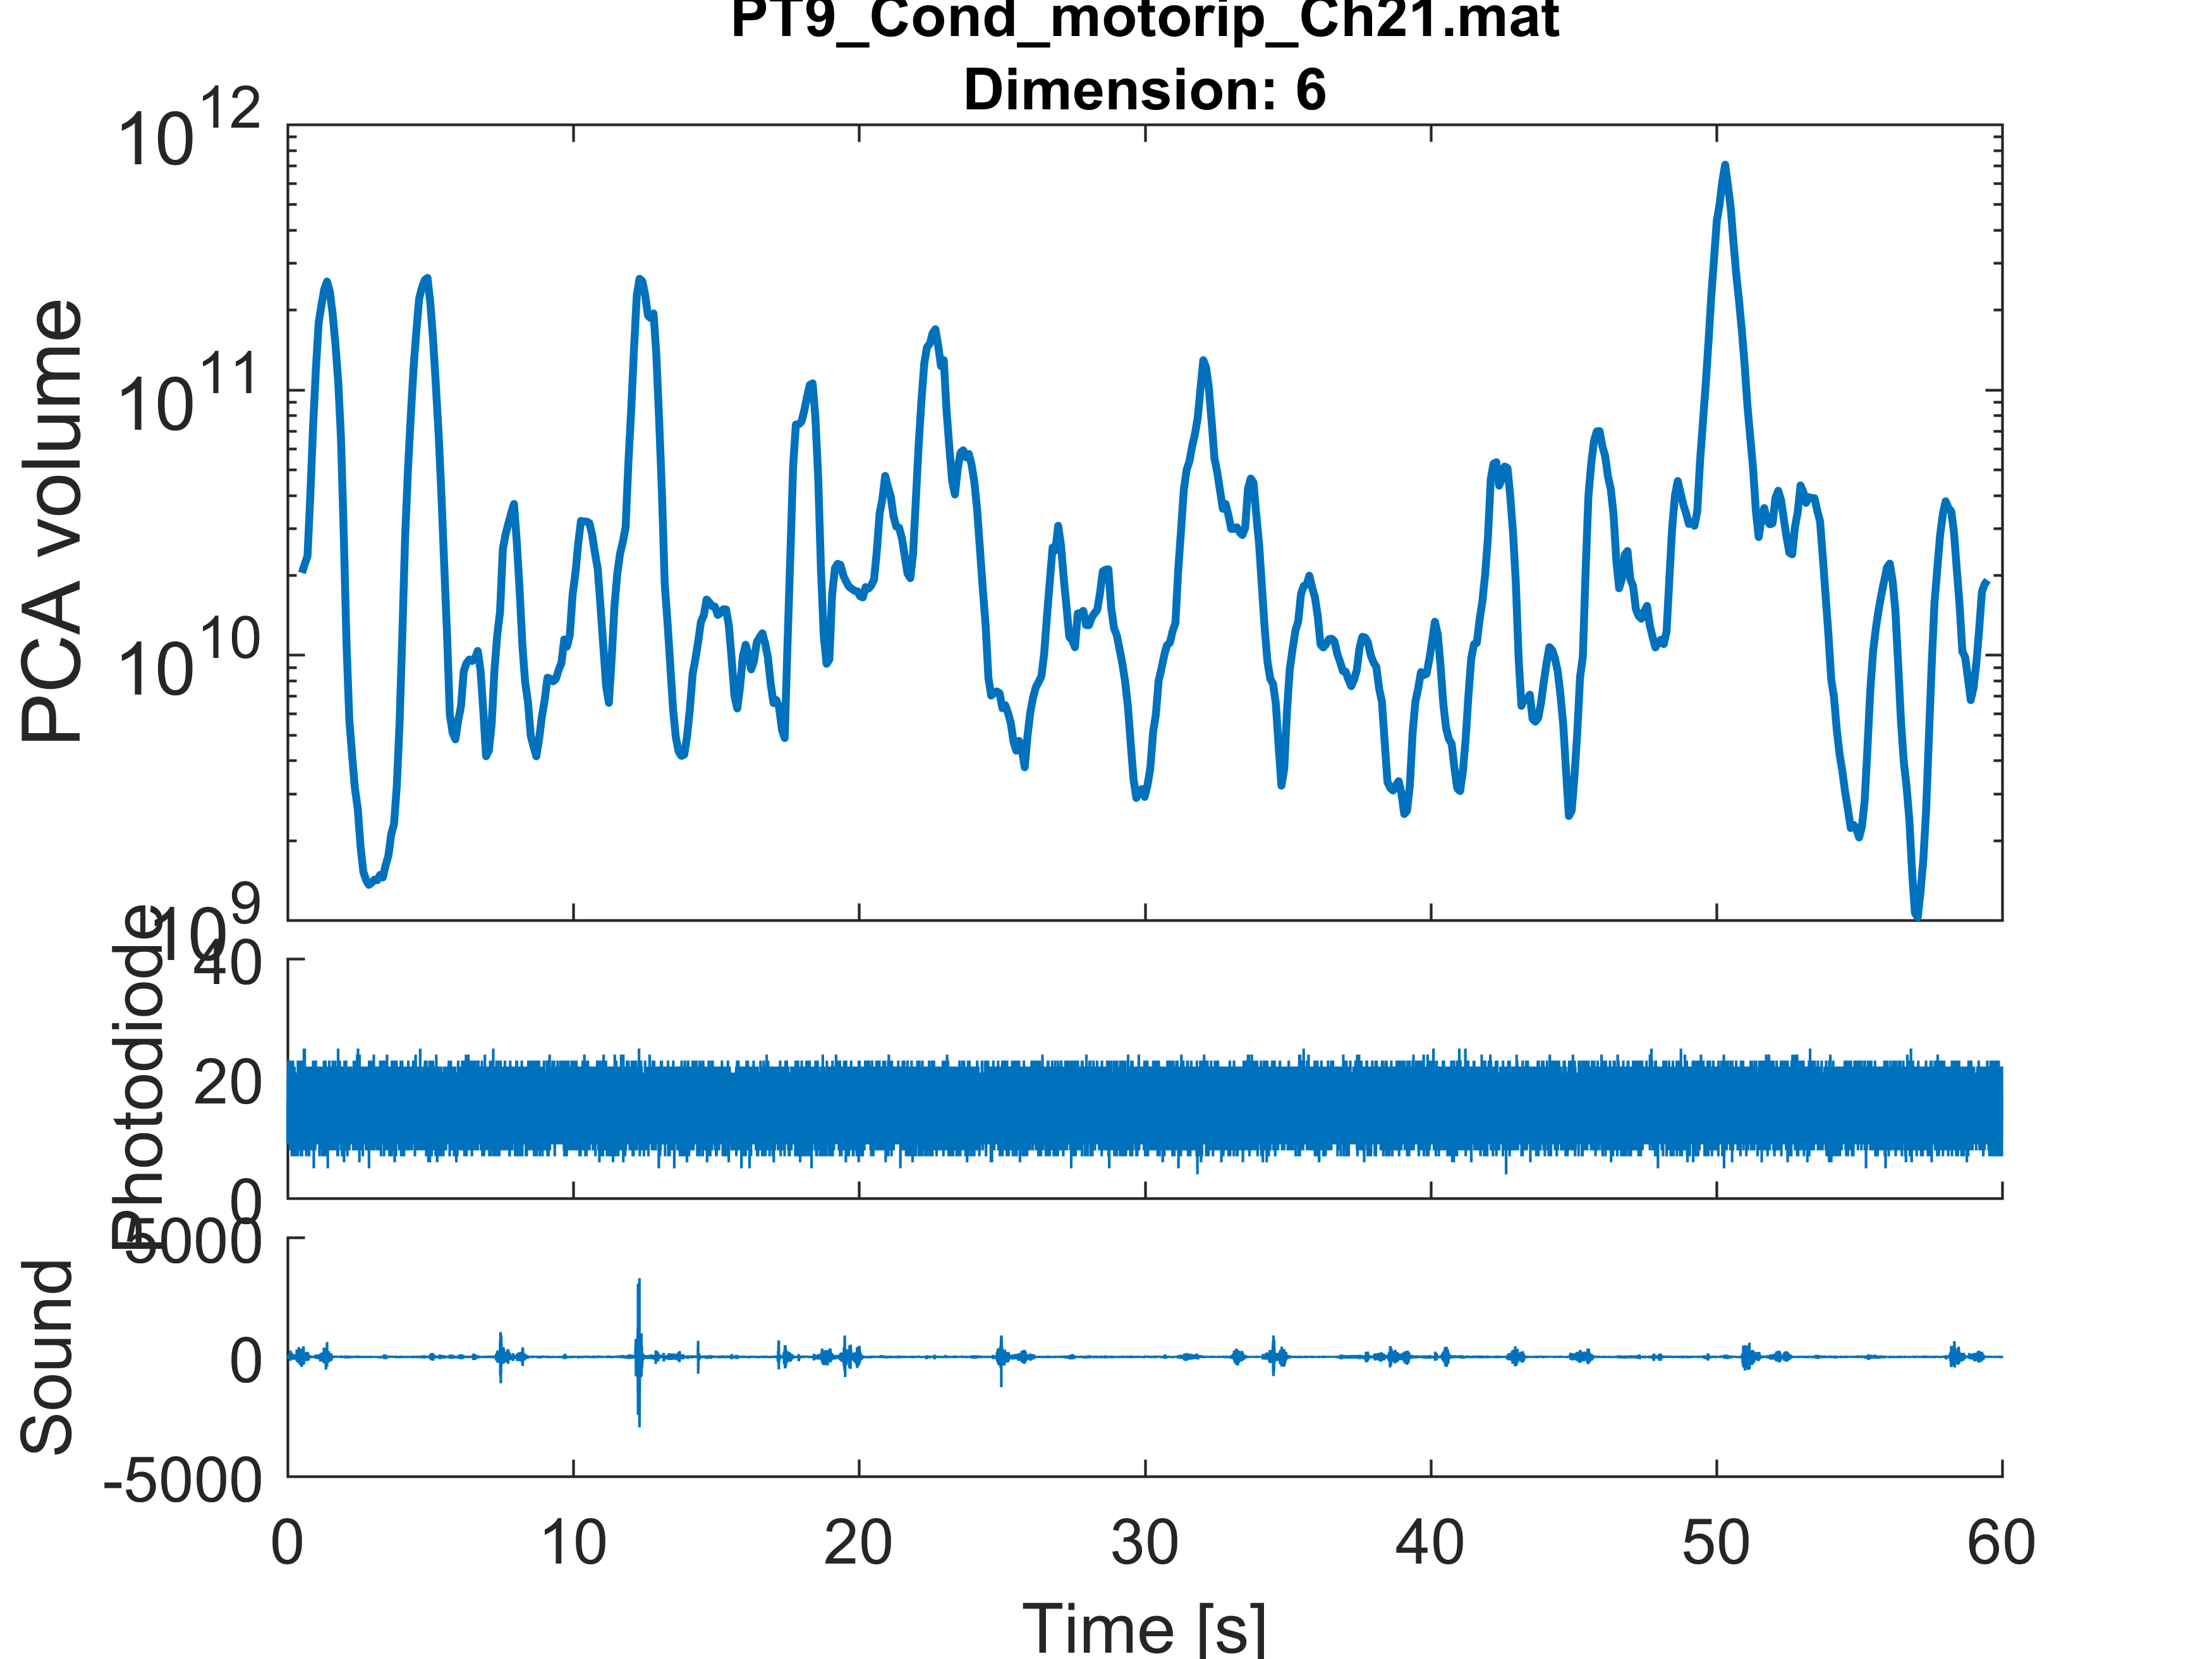 PT9_Cond_motorip_Ch21.mat
Dimension: 6
PCA volume
10^12
10^11
10^10
10^9
Photodiode
40
20
0
Sound
5000
0
-5000
0 10 20 30 40 50 60
Time [s]